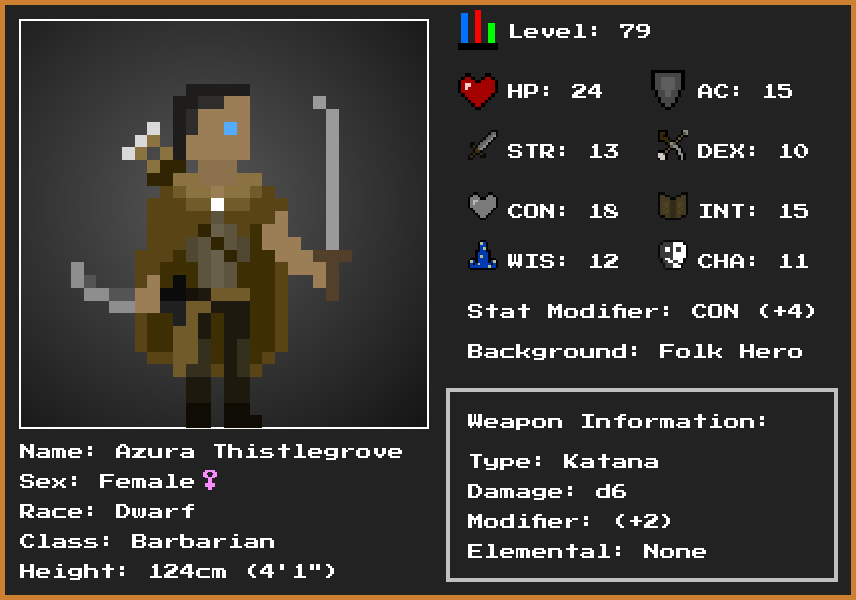 Level: 79
HP: 24
AC: 15
STR: 13
DEX: 10
CON: 18
INT: 15
WIS: 12
CHA: 11
Stat Modifier: CON (+4)
Background: Folk Hero
Weapon Information:
Type: Katana
Damage: d6
Modifier: (+2)
Elemental: None
Name: Azura Thistlegrove
Sex: Female♀
Race: Dwarf
Class: Barbarian
Height: 124cm (4'1")